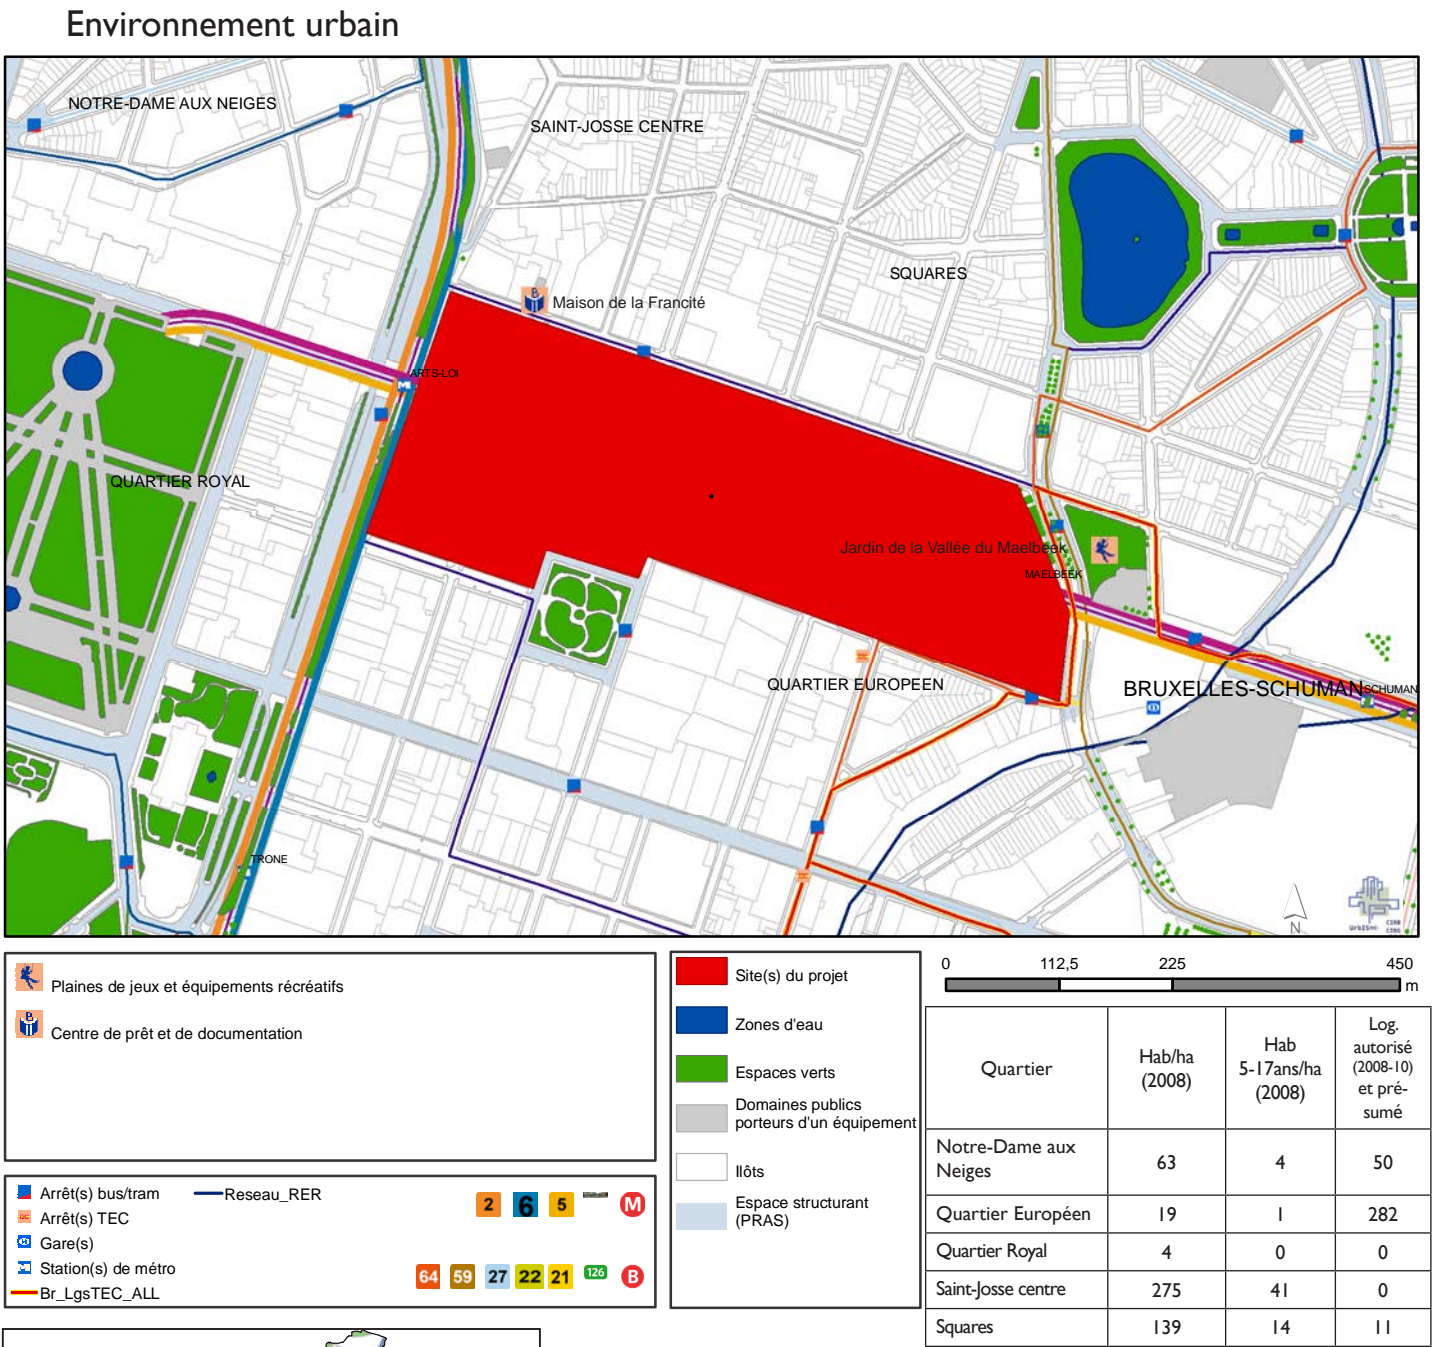 Environnement urbain
NOTRE-DAME AUX NEIGES
SAINT-JOSSE CENTRE
SQUARES
Maison de la Francité
ARTS-LOI
QUARTIER ROYAL
Jardin de la Vallée du Maelbeek
MAELBEEK
QUARTIER EUROPEEN
BRUXELLES-SCHUMAN
SCHUMAN
TRONE
N
UrbIS
CIRB
CIBG
Plaines de jeux et équipements récréatifs
B
Centre de prêt et de documentation
Arrêt(s) bus/tram
Reseau_RER
Arrêt(s) TEC
Gare(s)
Station(s) de métro
Br_LgsTEC_ALL
2 6 5 M
64 59 27 22 21 126 B
Site(s) du projet
Zones d'eau
Espaces verts
Domaines publics
porteurs d'un équipement
Ilôts
Espace structurant
(PRAS)
0 112,5 225 450
m
Quartier
Hab/ha
(2008)
Hab
5-17ans/ha
(2008)
Log.
autorisé
(2008-10)
et pré-
sumé
Notre-Dame aux
Neiges
63 4 50
Quartier Européen 19 1 282
Quartier Royal 4 0 0
Saint-Josse centre 275 41 0
Squares 139 14 11